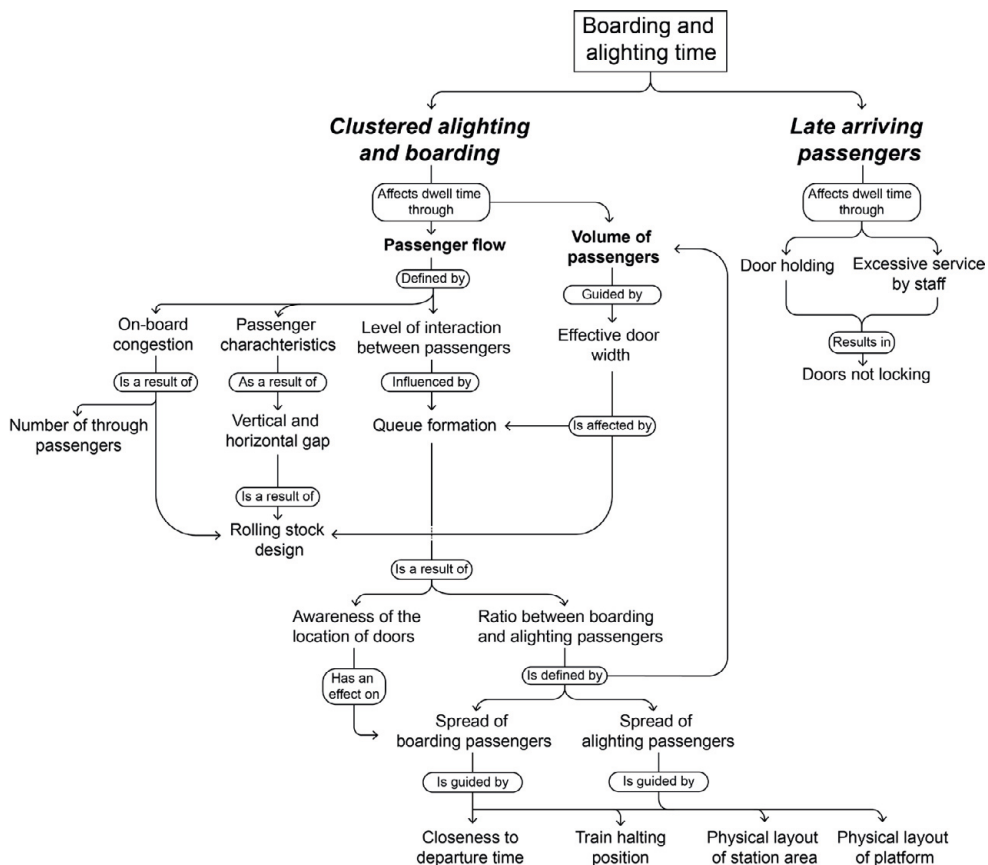 Boarding and
alighting time
Clustered alighting
and boarding
Late arriving
passengers
Affects dwell time
through
Affects dwell time
through
Passenger flow
Volume of
passengers
Door holding
Excessive service
by staff
Defined by
Guided by
On-board
congestion
Passenger
charachteristics
Level of interaction
between passengers
Effective door
width
Results in
Doors not locking
Is a result of
As a result of
Influenced by
Number of through
passengers
Vertical and
horizontal gap
Queue formation
Is affected by
Is a result of
Rolling stock
design
Is a result of
Awareness of the
location of doors
Ratio between boarding
and alighting passengers
Has an
effect on
Is defined by
Spread of
boarding passengers
Spread of
alighting passengers
Is guided by
Is guided by
Closeness to
departure time
Train halting
position
Physical layout
of station area
Physical layout
of platform